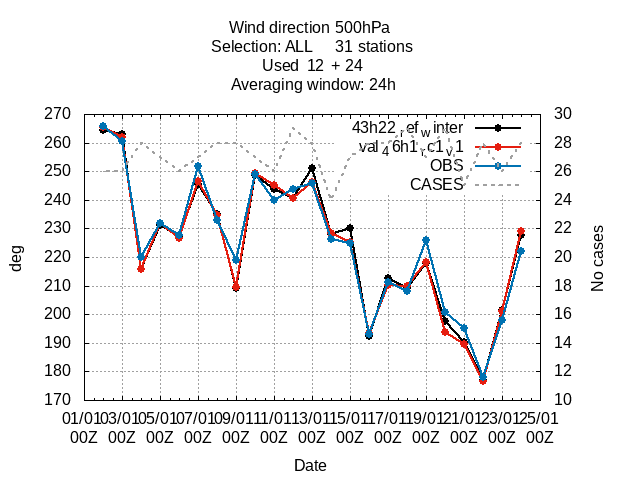 Wind direction 500hPa
Selection: ALL 31 stations
Used 12 + 24
Averaging window: 24h
270 30
260 28
250 26
240 24
230 22
220 20
210 18
200 16
190 14
180 12
170 10
43h22_ref_winter
val_46h1_c1v1
OBS
CASES
deg
No cases
01/01 03/01 05/01 07/01 09/01 11/01 13/01 15/01 17/01 19/01 21/01 23/01 25/01
00Z 00Z 00Z 00Z 00Z 00Z 00Z 00Z 00Z 00Z 00Z 00Z 00Z
Date